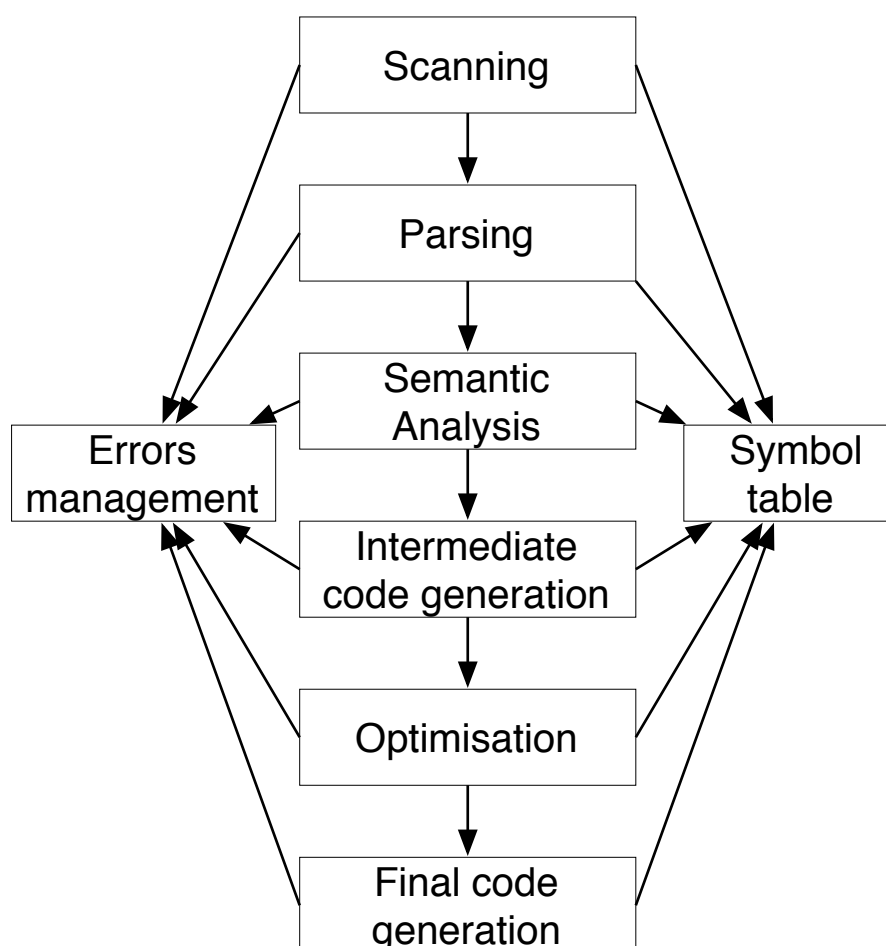 Scanning
Parsing
Semantic
Analysis
Errors
management
Symbol
table
Intermediate
code generation
Optimisation
Final code
generation